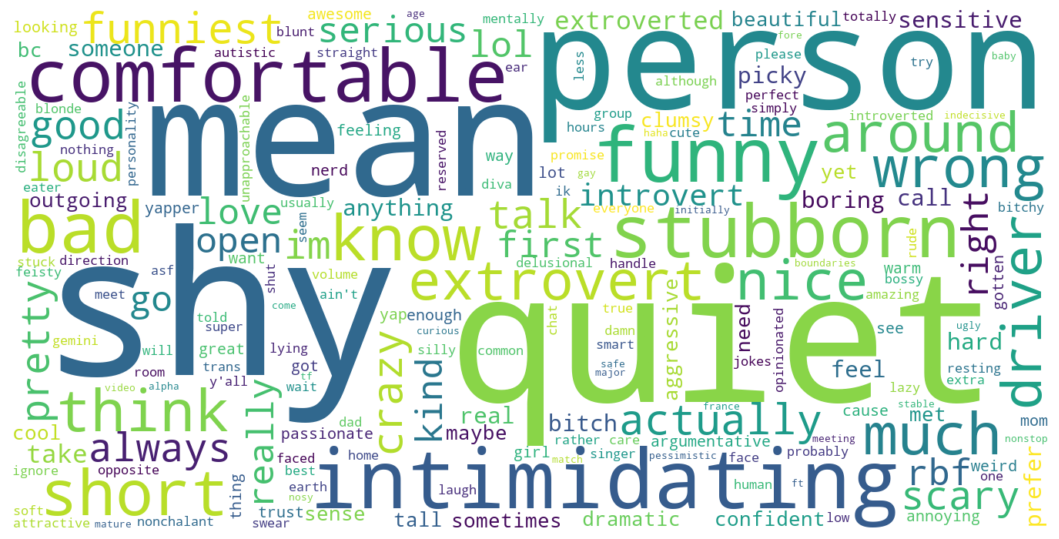 looking
funniest
awesome
age
serious
mentally
extroverted
beautiful
totally
sensitive
bc
someone
autistic
blunt
straight
lol
person
fore
baby
comfortable
ear
less
although
please
picky
try
perfect
simply
blonde
disagreeable
good
nothing
personality
mean
feeling
unapproachable
reserved
hours
group
haha
cute
clumsy
time
introverted
indecisive
around
loud
nerd
way
promise
funny
wrong
eater
outgoing
yapper
usually
diva
lot
gay
ik
introvert
yet
boring
call
bitchy
bad
love
anything
talk
everyone
initially
stubborn
right
driver
stuck
direction
open
want
seem
im
know
first
delusional
handle
boundaries
rude
feisty
asf
shut
volume
extrovert
nice
warm
bossy
gotten
meet
go
shy
come
ain't
quiet
chat
true
aggressive
need
amazing
pretty
gemini
told
super
yap
enough
curious
damn
smart
opinionated
see
hard
will
great
lying
silly
common
safe
major
jokes
ugly
feel
resting
room
trans
y'all
got
wait
tf
crazy
lazy
extra
think
video
alpha
really
dad
kind
real
bitch
france
actually
cause
stable
met
mom
cool
always
passionate
maybe
rather
care
argumentative
meeting
much
nonstop
take
ignore
opposite
faced
home
girl
singer
pessimistic
face
probably
rbf
weird
one
prefer
short
thing
best
earth
nosy
intimidating
laugh
match
human
ft
scary
soft
attractive
mature
nonchalant
trust
swear
sense
tall
sometimes
dramatic
confident
low
annoying